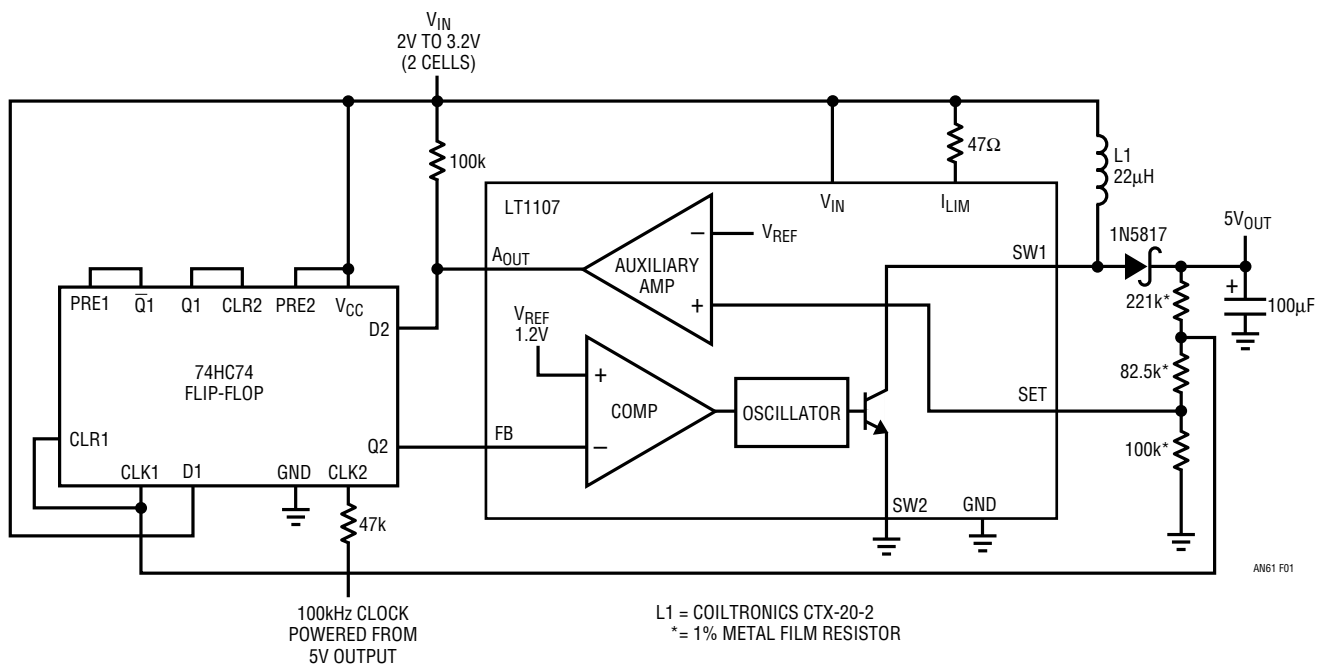 V_IN
2V TO 3.2V
(2 CELLS)
100k
47Ω
L1
22µH
LT1107
V_IN
I_LIM
V_REF
A_OUT
AUXILIARY
AMP
−
+
SW1
1N5817
5V_OUT
221k*
+
100µF
PRE1
Q̅1
Q1
CLR2
PRE2
V_CC
D2
74HC74
FLIP-FLOP
V_REF
1.2V
+
−
COMP
OSCILLATOR
SET
82.5k*
100k*
CLR1
Q2
FB
CLK1
D1
GND
CLK2
SW2
GND
47k
AN61 F01
100kHz CLOCK
POWERED FROM
5V OUTPUT
L1 = COILTRONICS CTX-20-2
*= 1% METAL FILM RESISTOR